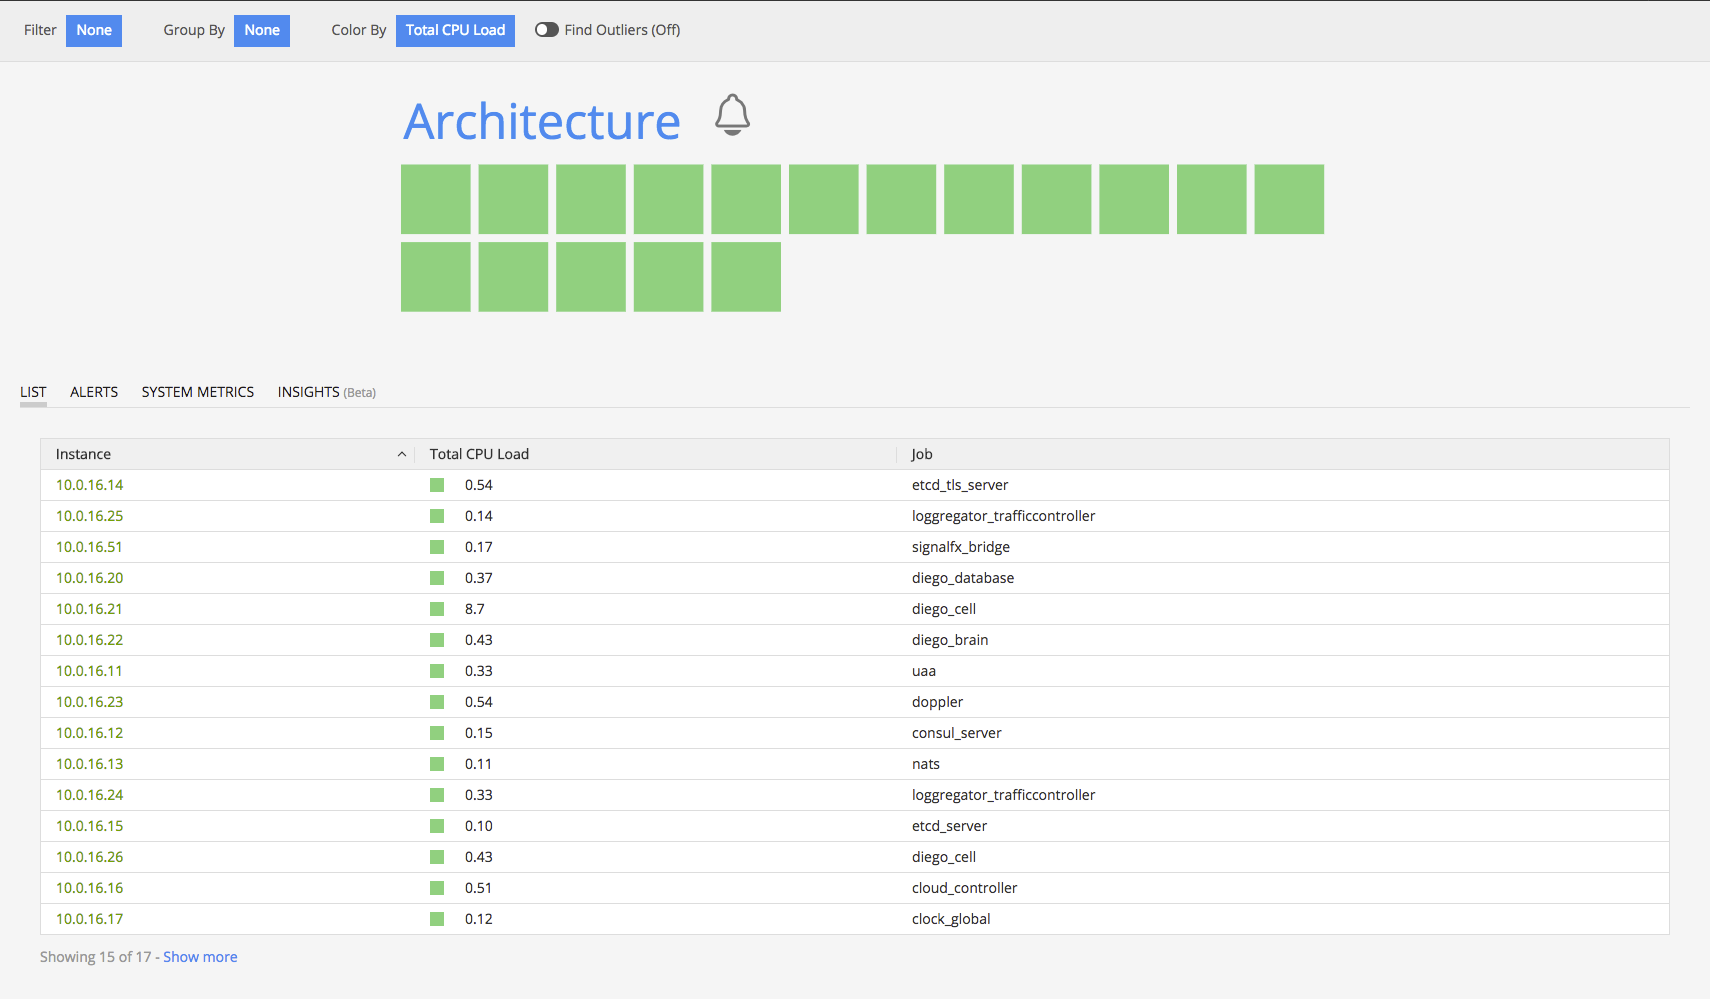 Filter None Group By None Color By Total CPU Load Find Outliers (Off)
Architecture
LIST ALERTS SYSTEM METRICS INSIGHTS (Beta)
Instance Total CPU Load Job
10.0.16.14 0.54 etcd_tls_server
10.0.16.25 0.14 loggregator_trafficcontroller
10.0.16.51 0.17 signalfx_bridge
10.0.16.20 0.37 diego_database
10.0.16.21 8.7 diego_cell
10.0.16.22 0.43 diego_brain
10.0.16.11 0.33 uaa
10.0.16.23 0.54 doppler
10.0.16.12 0.15 consul_server
10.0.16.13 0.11 nats
10.0.16.24 0.33 loggregator_trafficcontroller
10.0.16.15 0.10 etcd_server
10.0.16.26 0.43 diego_cell
10.0.16.16 0.51 cloud_controller
10.0.16.17 0.12 clock_global
Showing 15 of 17 - Show more